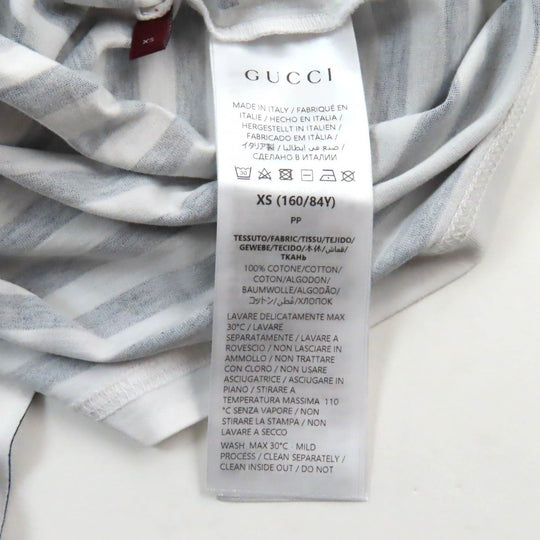 XS
GUCCI
MADE IN ITALY / FABRIQUÉ EN
ITALIE / HECHO EN ITALIA /
HERGESTELLT IN ITALIEN /
FABRICADO EM ITÁLIA /
イタリア製 / صنع في ايطاليا /
СДЕЛАНО В ИТАЛИИ
30
XS (160/84Y)
PP
TESSUTO/FABRIC/TISSU/TEJIDO/
GEWEBE/TECIDO/本体/قماش/
ТКАНЬ
100% COTONE/COTTON/
COTON/ALGODON/
BAUMWOLLE/ALGODÃO/
コットン/قطن/ХЛОПОК
LAVARE DELICATAMENTE MAX
30°C / LAVARE
SEPARATAMENTE / LAVARE A
ROVESCIO / NON LASCIARE IN
AMMOLLO / NON TRATTARE
CON CLORO / NON USARE
ASCIUGATRICE / ASCIUGARE IN
PIANO / STIRARE A
TEMPERATURA MASSIMA 110
°C SENZA VAPORE / NON
STIRARE LA STAMPA / NON
LAVARE A SECCO
WASH MAX 30°C - MILD
PROCESS / CLEAN SEPARATELY /
CLEAN INSIDE OUT / DO NOT